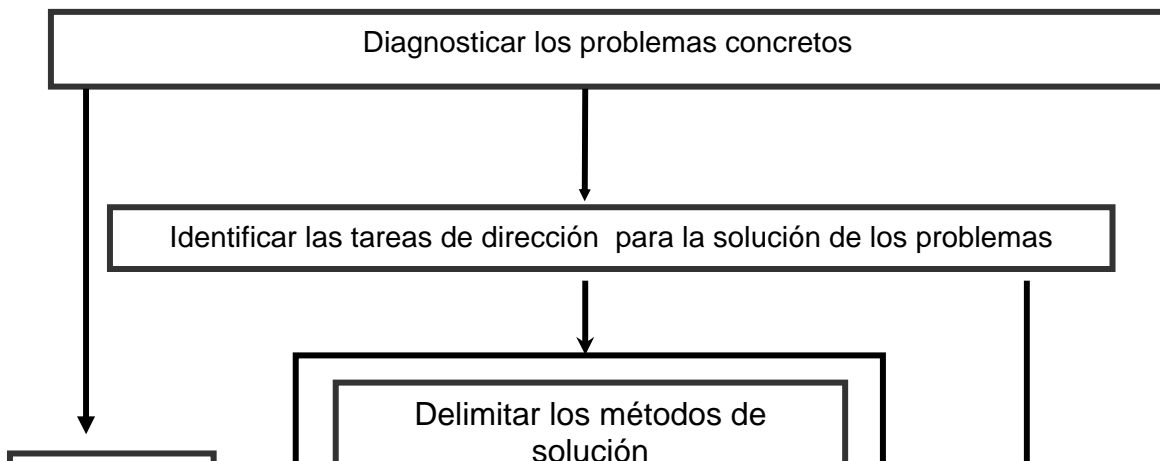 Diagnosticar los problemas concretos
Identificar las tareas de dirección  para la solución de los problemas
Delimitar los métodos de
solución